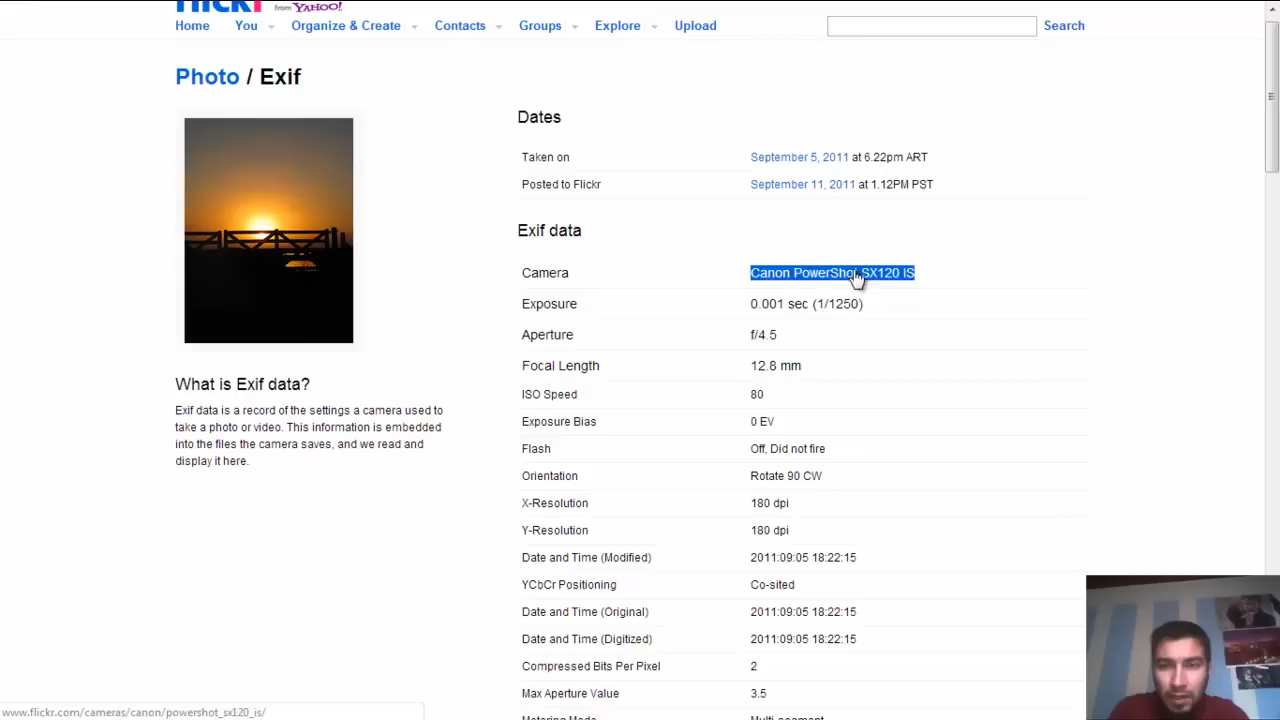 flickr from YAHOO!
Home You Organize & Create Contacts Groups Explore Upload Search
Photo / Exif
Dates
Taken on September 5, 2011 at 6.22pm ART
Posted to Flickr September 11, 2011 at 1.12PM PST
Exif data
Camera Canon PowerShot SX120 IS
Exposure 0.001 sec (1/1250)
Aperture f/4.5
Focal Length 12.8 mm
ISO Speed 80
Exposure Bias 0 EV
Flash Off, Did not fire
Orientation Rotate 90 CW
X-Resolution 180 dpi
Y-Resolution 180 dpi
Date and Time (Modified) 2011:09:05 18:22:15
YCbCr Positioning Co-sited
Date and Time (Original) 2011:09:05 18:22:15
Date and Time (Digitized) 2011:09:05 18:22:15
Compressed Bits Per Pixel 2
Max Aperture Value 3.5
Metering Mode Multi-segment
What is Exif data?
Exif data is a record of the settings a camera used to
take a photo or video. This information is embedded
into the files the camera saves, and we read and
display it here.
www.flickr.com/cameras/canon/powershot_sx120_is/